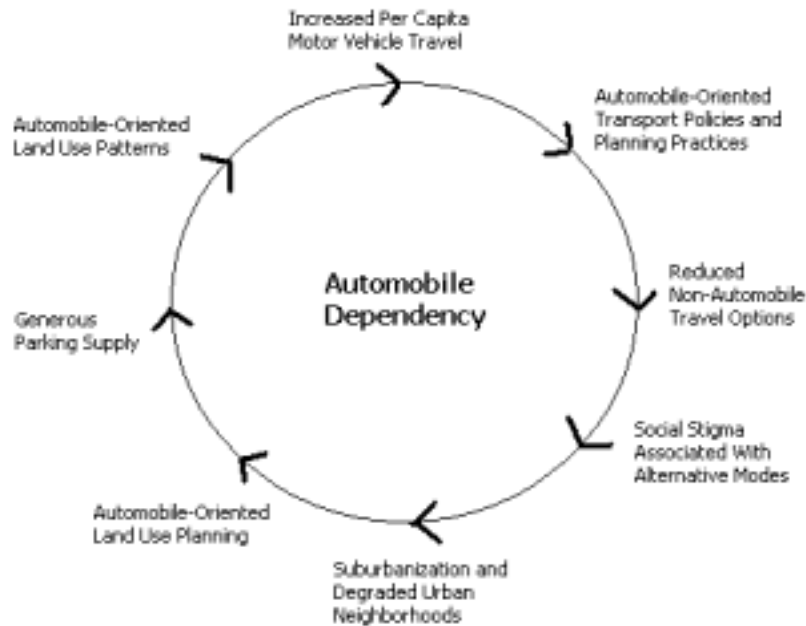 Increased Per Capita
Motor Vehicle Travel
Automobile-Oriented
Transport Policies and
Planning Practices
Reduced
Non-Automobile
Travel Options
Social Stigma
Associated With
Alternative Modes
Suburbanization and
Degraded Urban
Neighborhoods
Automobile-Oriented
Land Use Planning
Generous
Parking Supply
Automobile-Oriented
Land Use Patterns
Automobile
Dependency